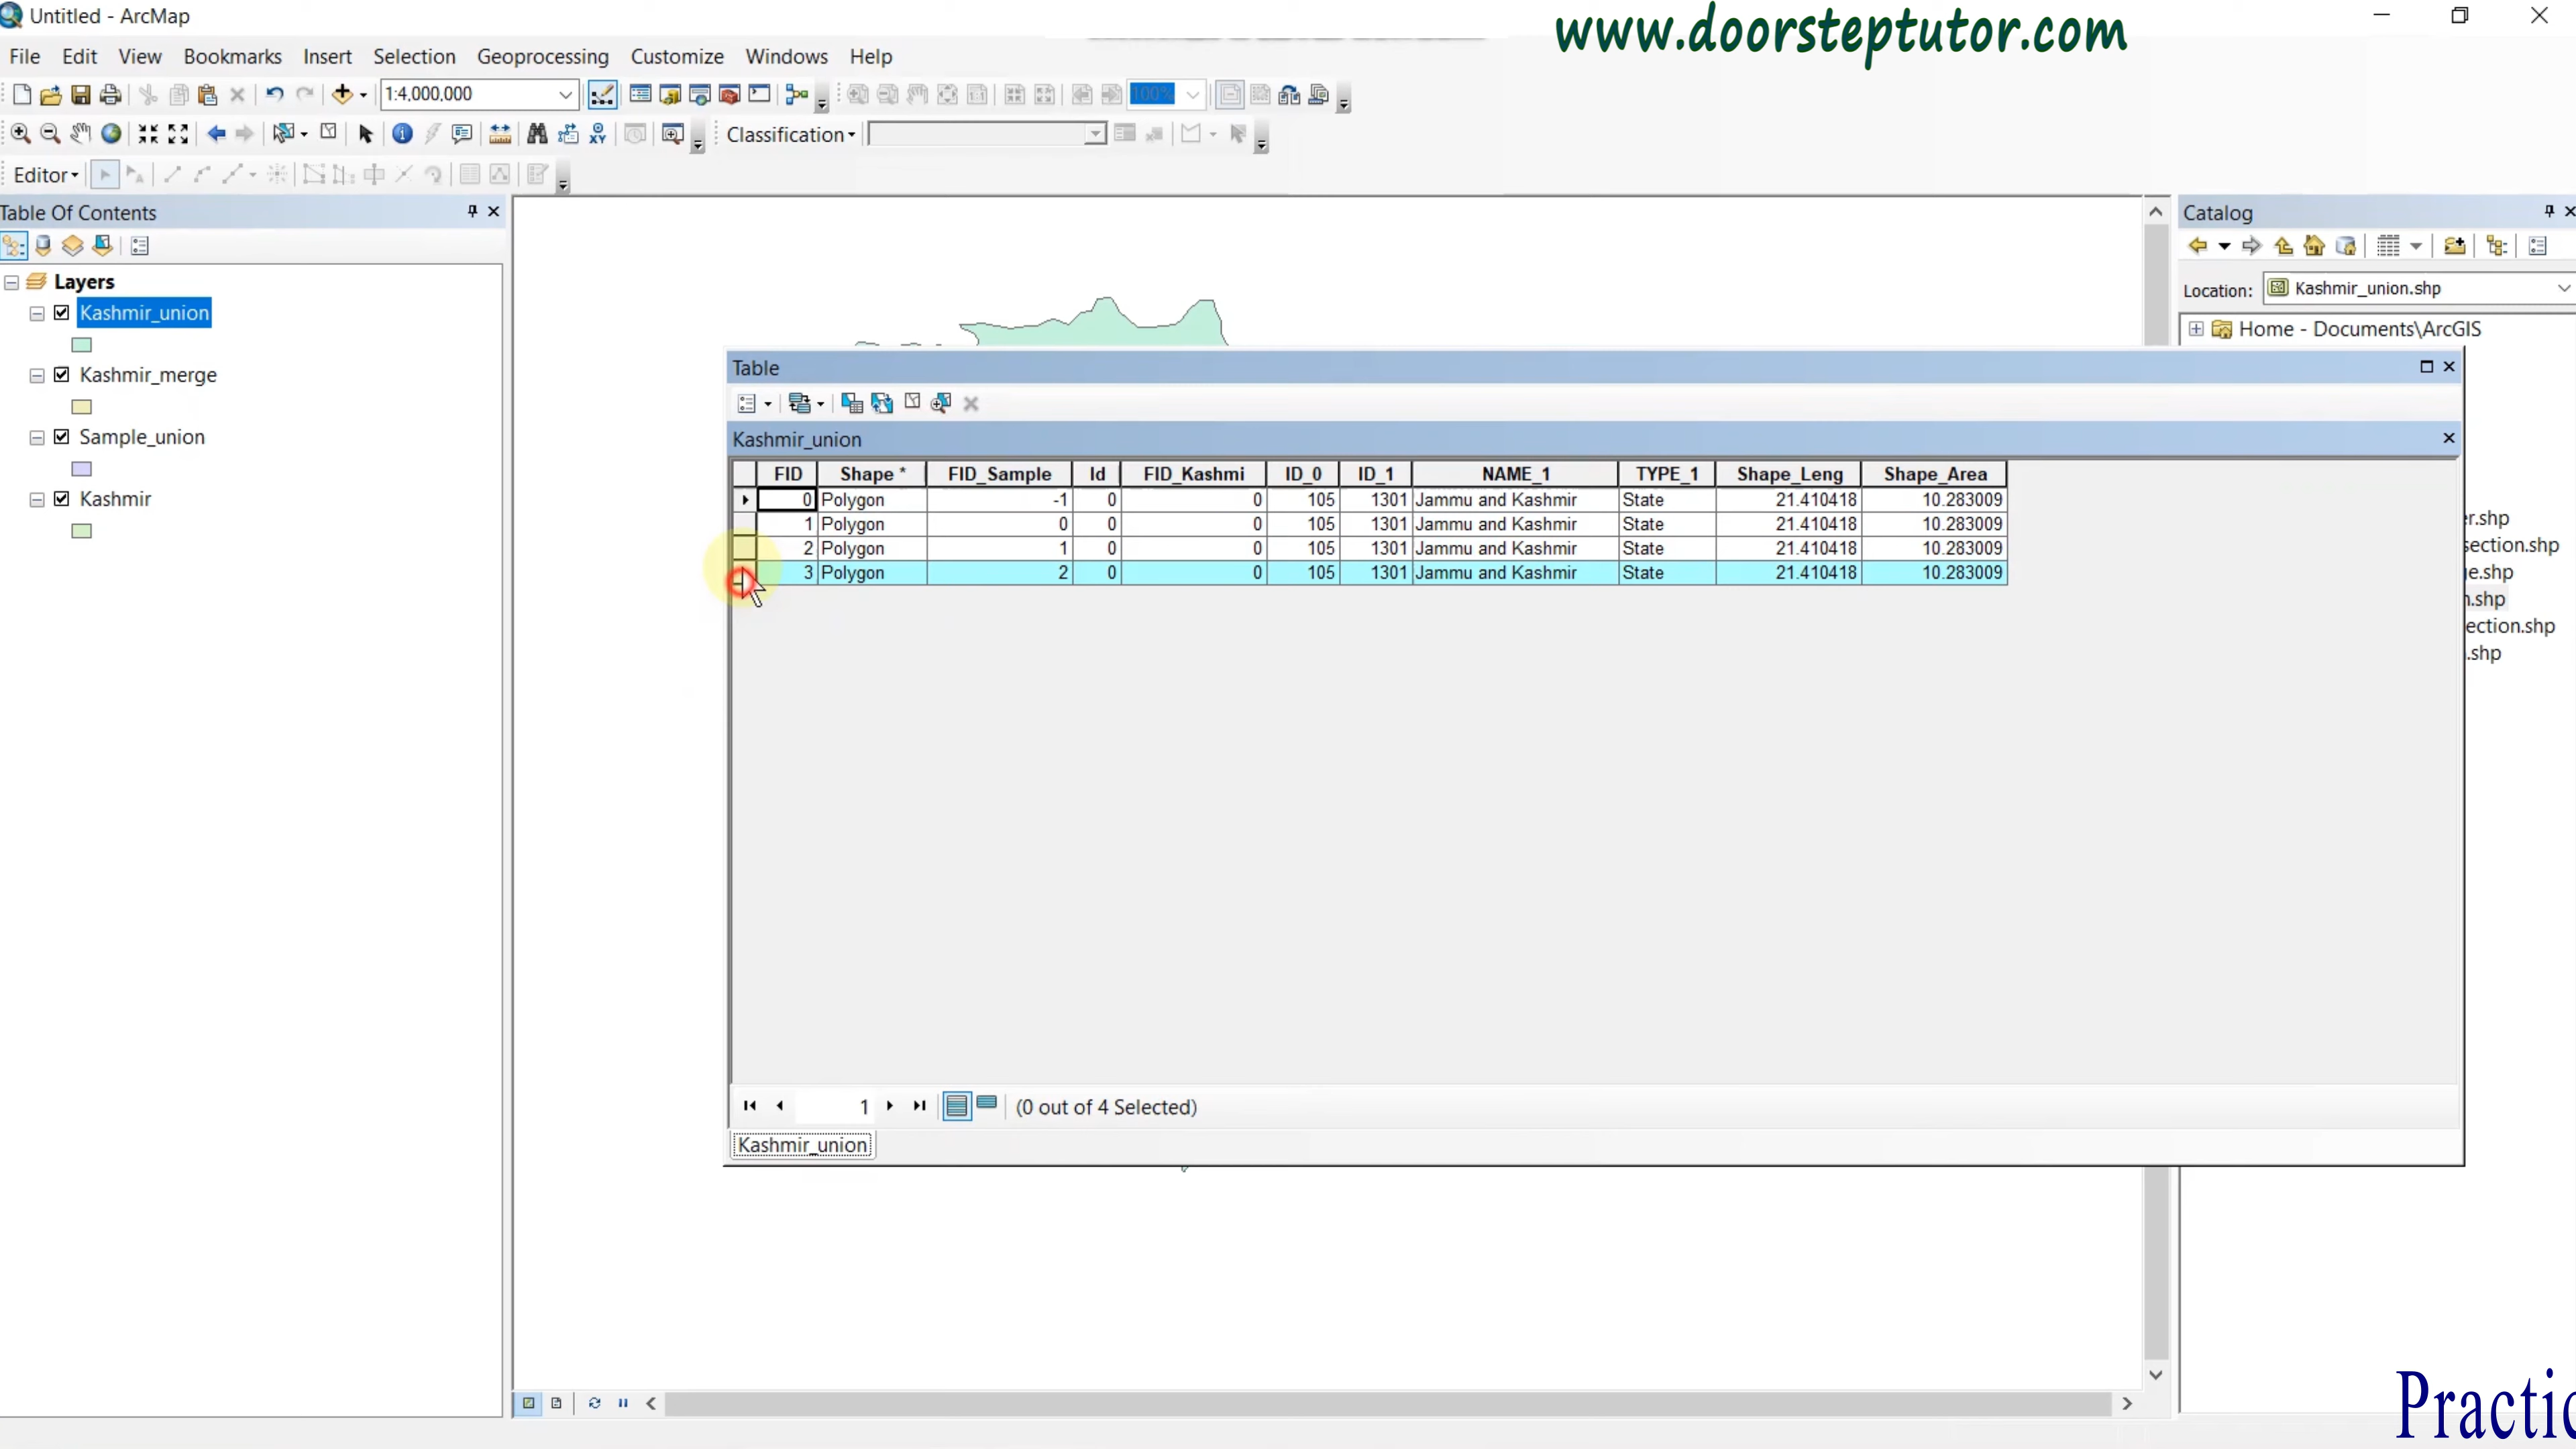 Untitled - ArcMap
www.doorsteptutor.com
File Edit View Bookmarks Insert Selection Geoprocessing Customize Windows Help
1:4,000,000
100%
Classification
Editor
Table Of Contents
Layers
Kashmir_union
Kashmir_merge
Sample_union
Kashmir
Catalog
Location: Kashmir_union.shp
Home - Documents\ArcGIS
r.shp
section.shp
e.shp
n.shp
ection.shp
.shp
Table
Kashmir_union
FID Shape * FID_Sample Id FID_Kashmi ID_0 ID_1 NAME_1 TYPE_1 Shape_Leng Shape_Area
0 Polygon -1 0 0 105 1301 Jammu and Kashmir State 21.410418 10.283009
1 Polygon 0 0 0 105 1301 Jammu and Kashmir State 21.410418 10.283009
2 Polygon 1 0 0 105 1301 Jammu and Kashmir State 21.410418 10.283009
3 Polygon 2 0 0 105 1301 Jammu and Kashmir State 21.410418 10.283009
1 (0 out of 4 Selected)
Kashmir_union
Practic